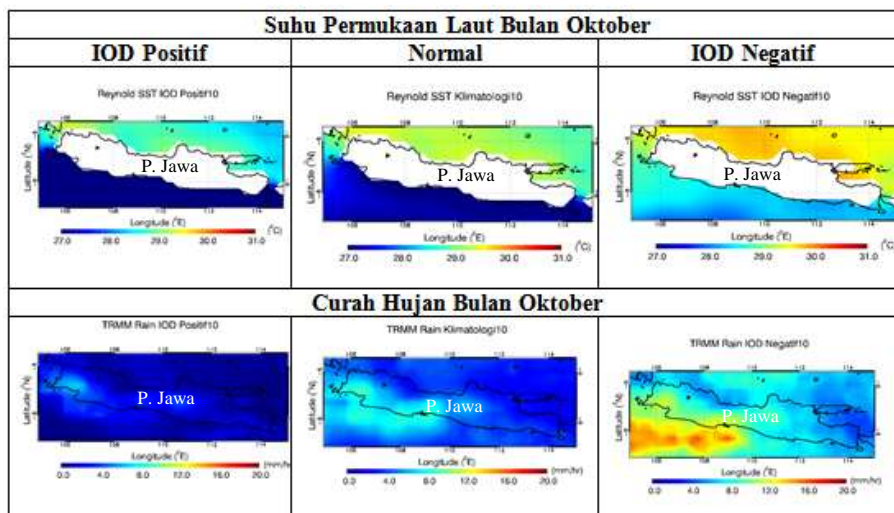 Suhu Permukaan Laut Bulan Oktober
IOD Positif Normal IOD Negatif
Reynold SST IOD Positif10 Reynold SST Klimatologi10 Reynold SST IOD Negatif10
P. Jawa P. Jawa P. Jawa
Latitude (°N) Latitude (°N) Latitude (°N)
Longitude (°E) Longitude (°E) Longitude (°E)
(°C) (°C) (°C)
27.0 28.0 29.0 30.0 31.0 27.0 28.0 29.0 30.0 31.0 27.0 28.0 29.0 30.0 31.0
Curah Hujan Bulan Oktober
TRMM Rain IOD Positif10 TRMM Rain Klimatologi10 TRMM Rain IOD Negatif10
P. Jawa P. Jawa P. Jawa
Latitude (°N) Latitude (°N) Latitude (°N)
Longitude (°E) Longitude (°E) Longitude (°E)
(mm/hr) (mm/hr) (mm/hr)
0.0 4.0 8.0 12.0 16.0 20.0 0.0 4.0 8.0 12.0 16.0 20.0 0.0 4.0 8.0 12.0 16.0 20.0